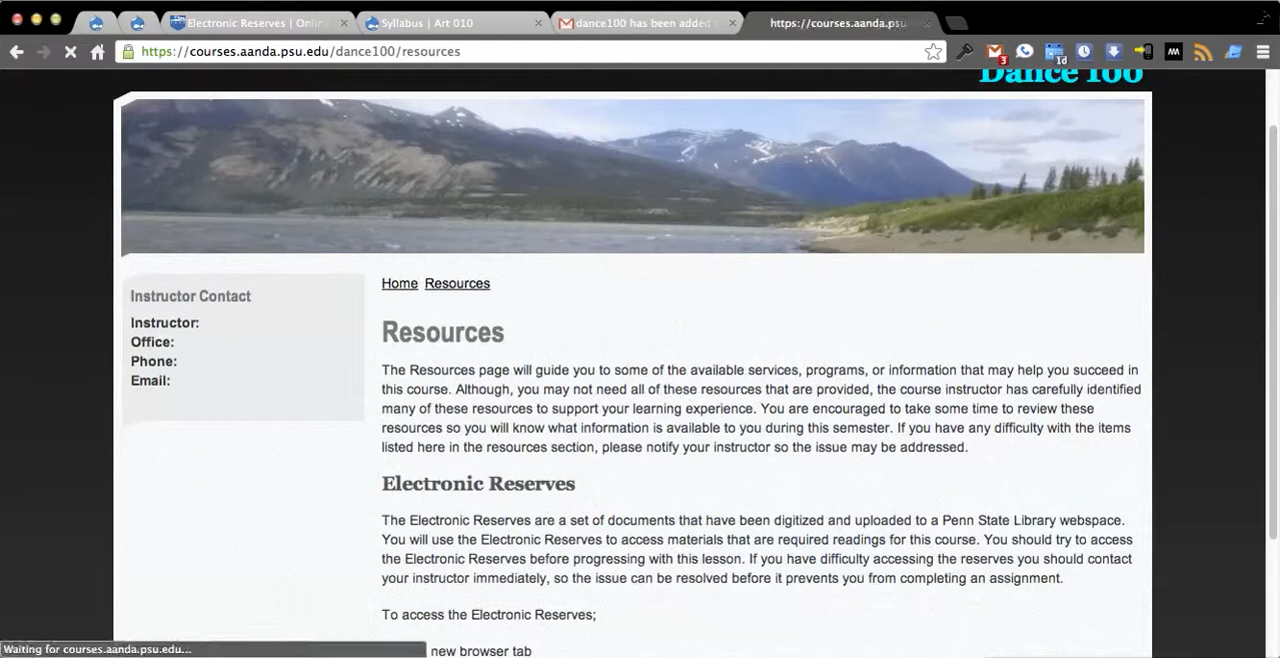 Electronic Reserves | Onlin
Syllabus | Art 010
dance100 has been added
https://courses.aanda.psu
https://courses.aanda.psu.edu/dance100/resources
3
1d
Dance 100
Instructor Contact
Instructor:
Office:
Phone:
Email:
Home Resources
Resources
The Resources page will guide you to some of the available services, programs, or information that may help you succeed in
this course. Although, you may not need all of these resources that are provided, the course instructor has carefully identified
many of these resources to support your learning experience. You are encouraged to take some time to review these
resources so you will know what information is available to you during this semester. If you have any difficulty with the items
listed here in the resources section, please notify your instructor so the issue may be addressed.
Electronic Reserves
The Electronic Reserves are a set of documents that have been digitized and uploaded to a Penn State Library webspace.
You will use the Electronic Reserves to access materials that are required readings for this course. You should try to access
the Electronic Reserves before progressing with this lesson. If you have difficulty accessing the reserves you should contact
your instructor immediately, so the issue can be resolved before it prevents you from completing an assignment.
To access the Electronic Reserves;
new browser tab
Waiting for courses.aanda.psu.edu...